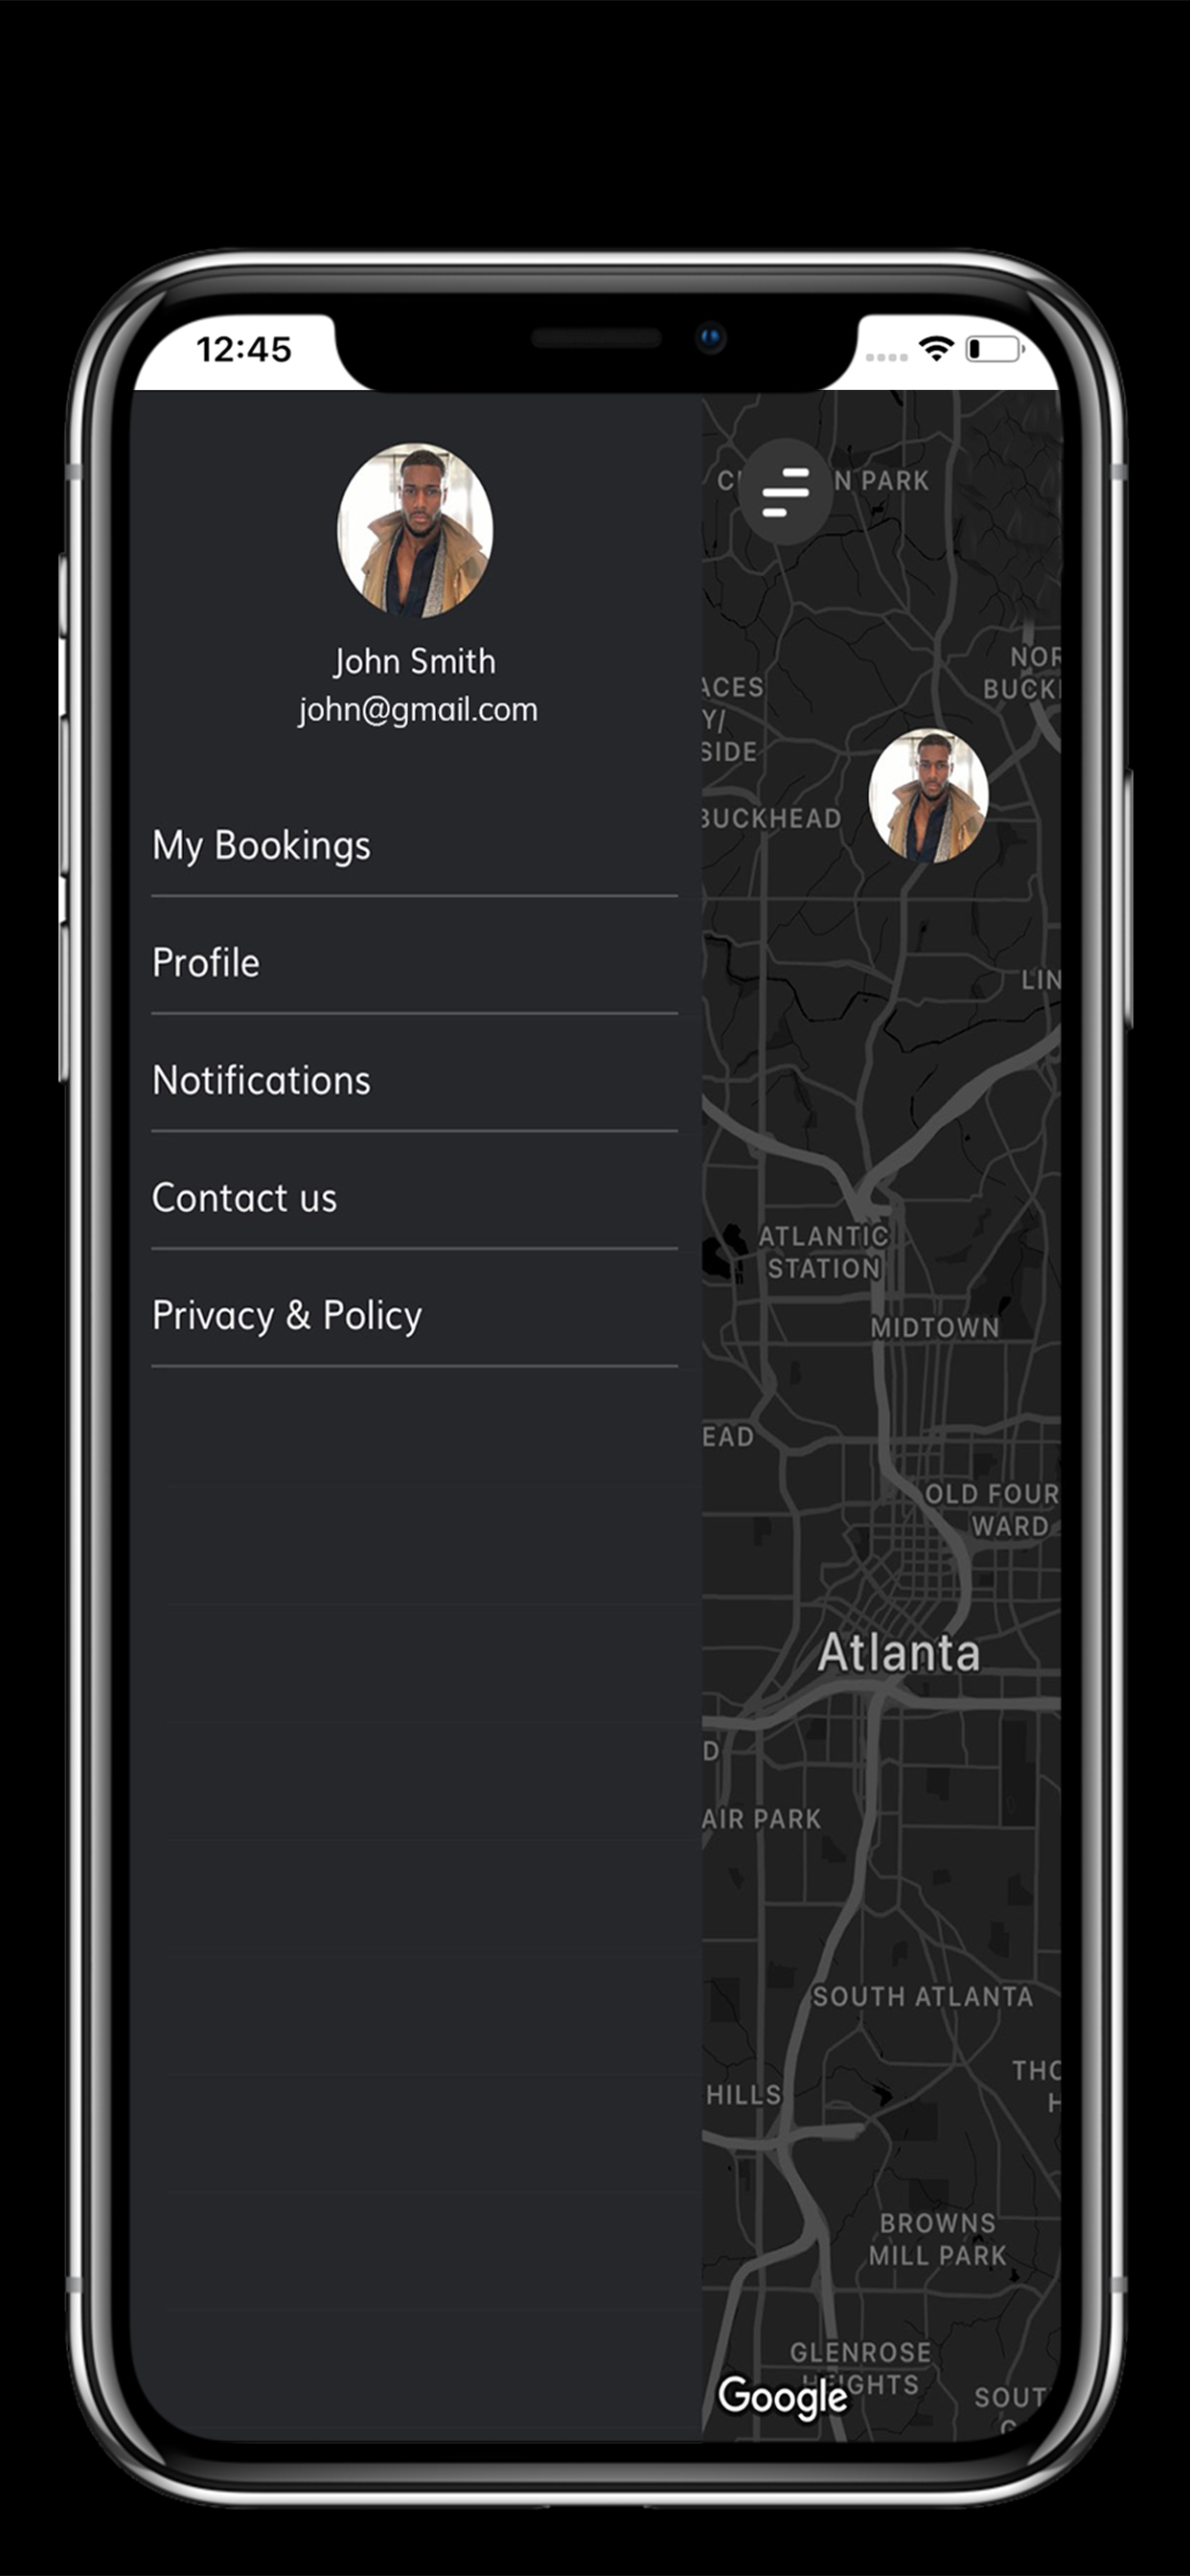 12:45
John Smith
john@gmail.com
My Bookings
Profile
Notifications
Contact us
Privacy & Policy
N PARK
NOR
BUCK
ACES
Y/
SIDE
BUCKHEAD
LIN
ATLANTIC
STATION
MIDTOWN
EAD
OLD FOUR
WARD
Atlanta
D
AIR PARK
SOUTH ATLANTA
THO
H
HILLS
BROWNS
MILL PARK
GLENROSE
HEIGHTS
Google
SOUT